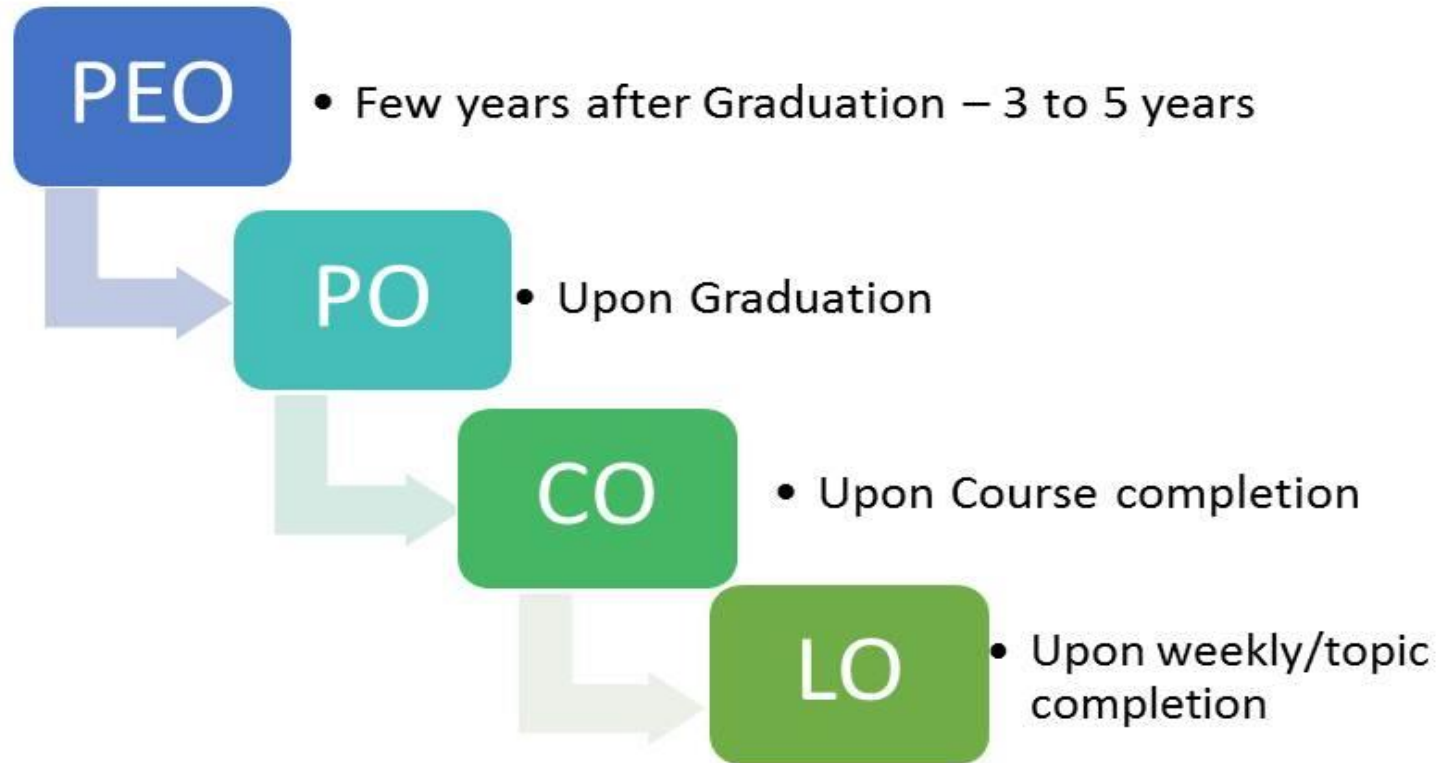 PEO
• Few years after Graduation – 3 to 5 years
PO
• Upon Graduation
CO
• Upon Course completion
LO
• Upon weekly/topic
completion